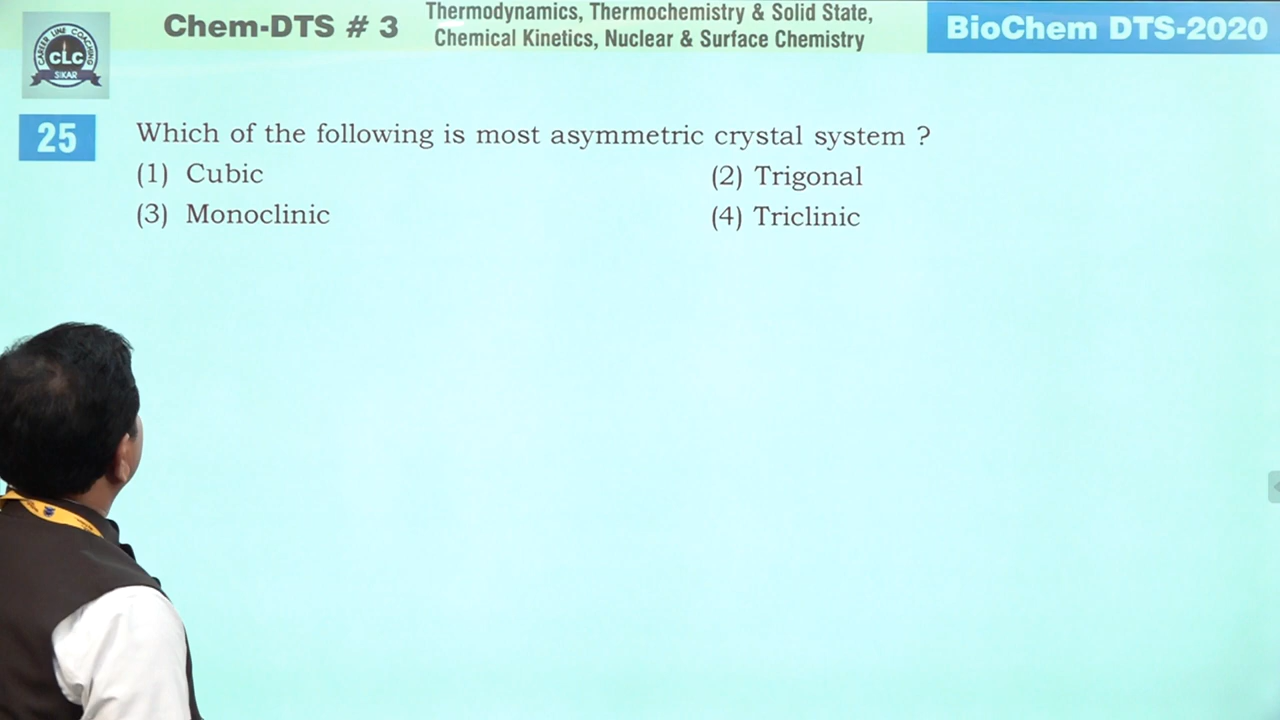 Chem-DTS # 3
Thermodynamics, Thermochemistry & Solid State,
Chemical Kinetics, Nuclear & Surface Chemistry
BioChem DTS-2020
CAREER LINE COACHING
CLC
SIKAR
25
Which of the following is most asymmetric crystal system ?
(1) Cubic
(2) Trigonal
(3) Monoclinic
(4) Triclinic